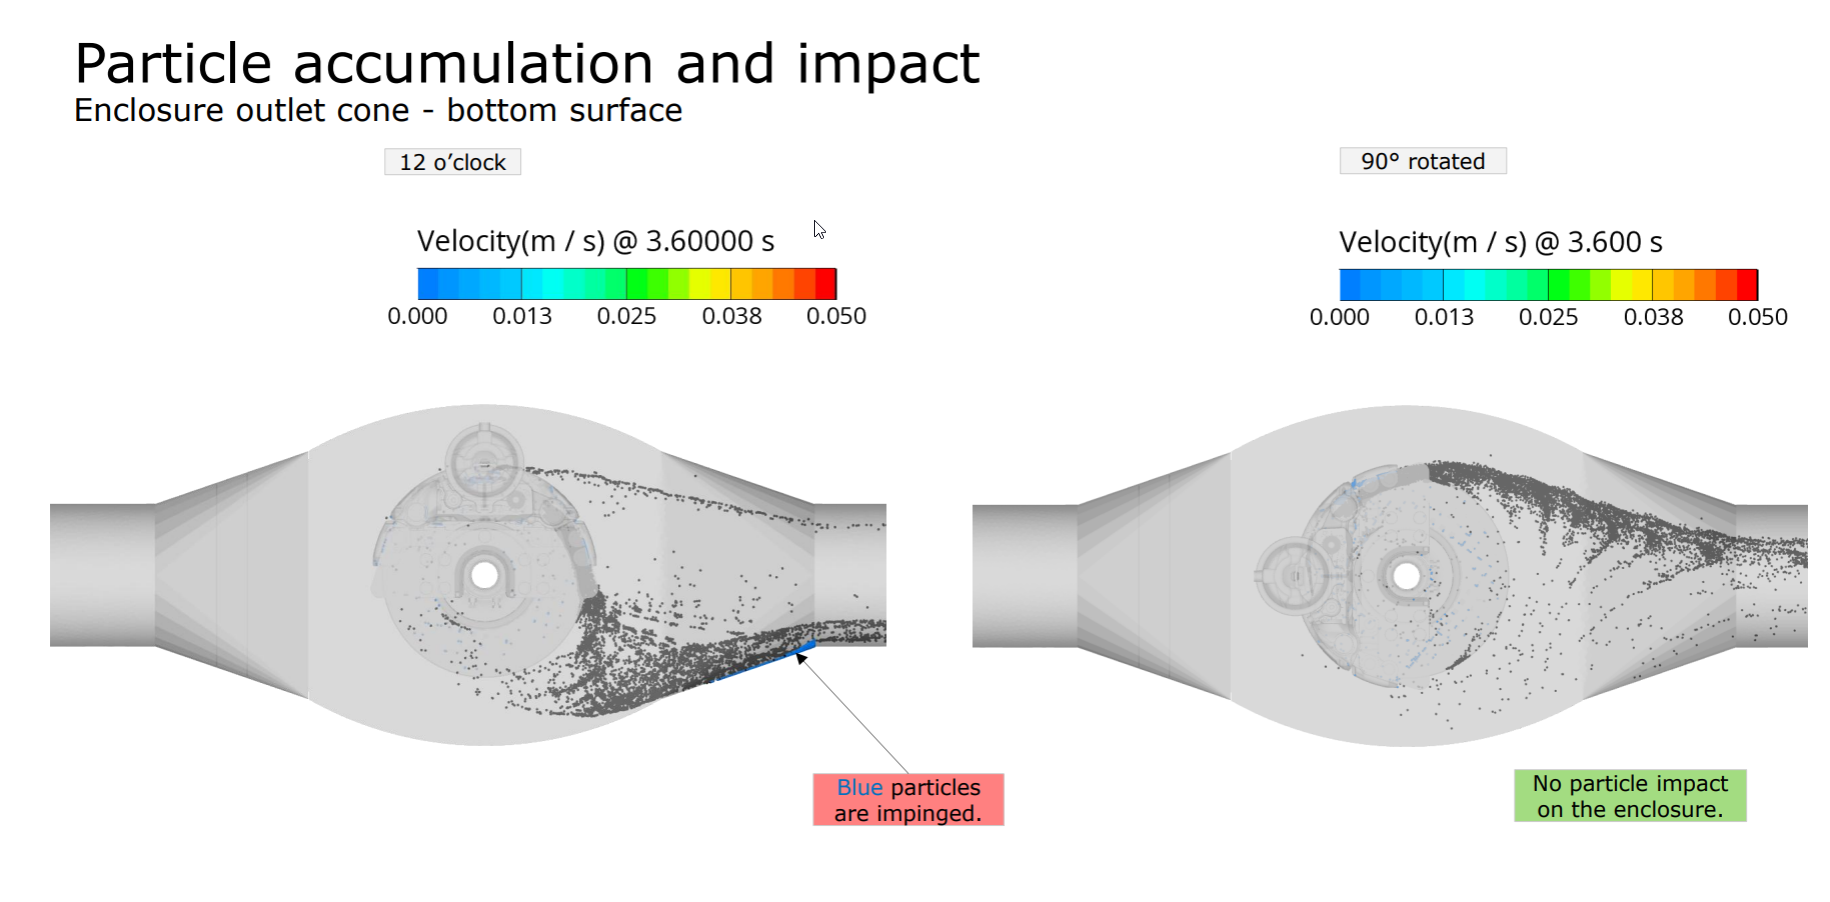 Particle accumulation and impact
Enclosure outlet cone - bottom surface
12 o’clock
Velocity(m / s) @ 3.60000 s
0.000 0.013 0.025 0.038 0.050
Blue particles
are impinged.
90° rotated
Velocity(m / s) @ 3.600 s
0.000 0.013 0.025 0.038 0.050
No particle impact
on the enclosure.